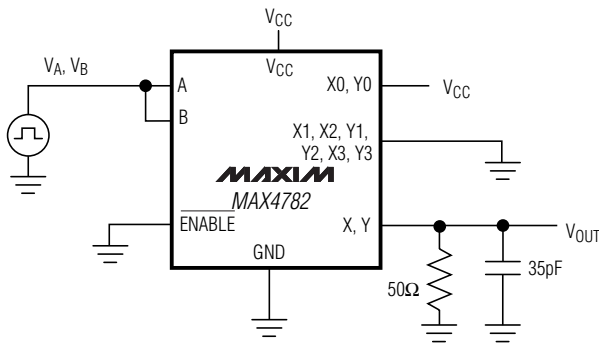 VCC
VA, VB
VCC
A
X0, Y0
VCC
B
X1, X2, Y1,
Y2, X3, Y3
MAXIM
MAX4782
ENABLE
X, Y
VOUT
GND
50Ω
35pF